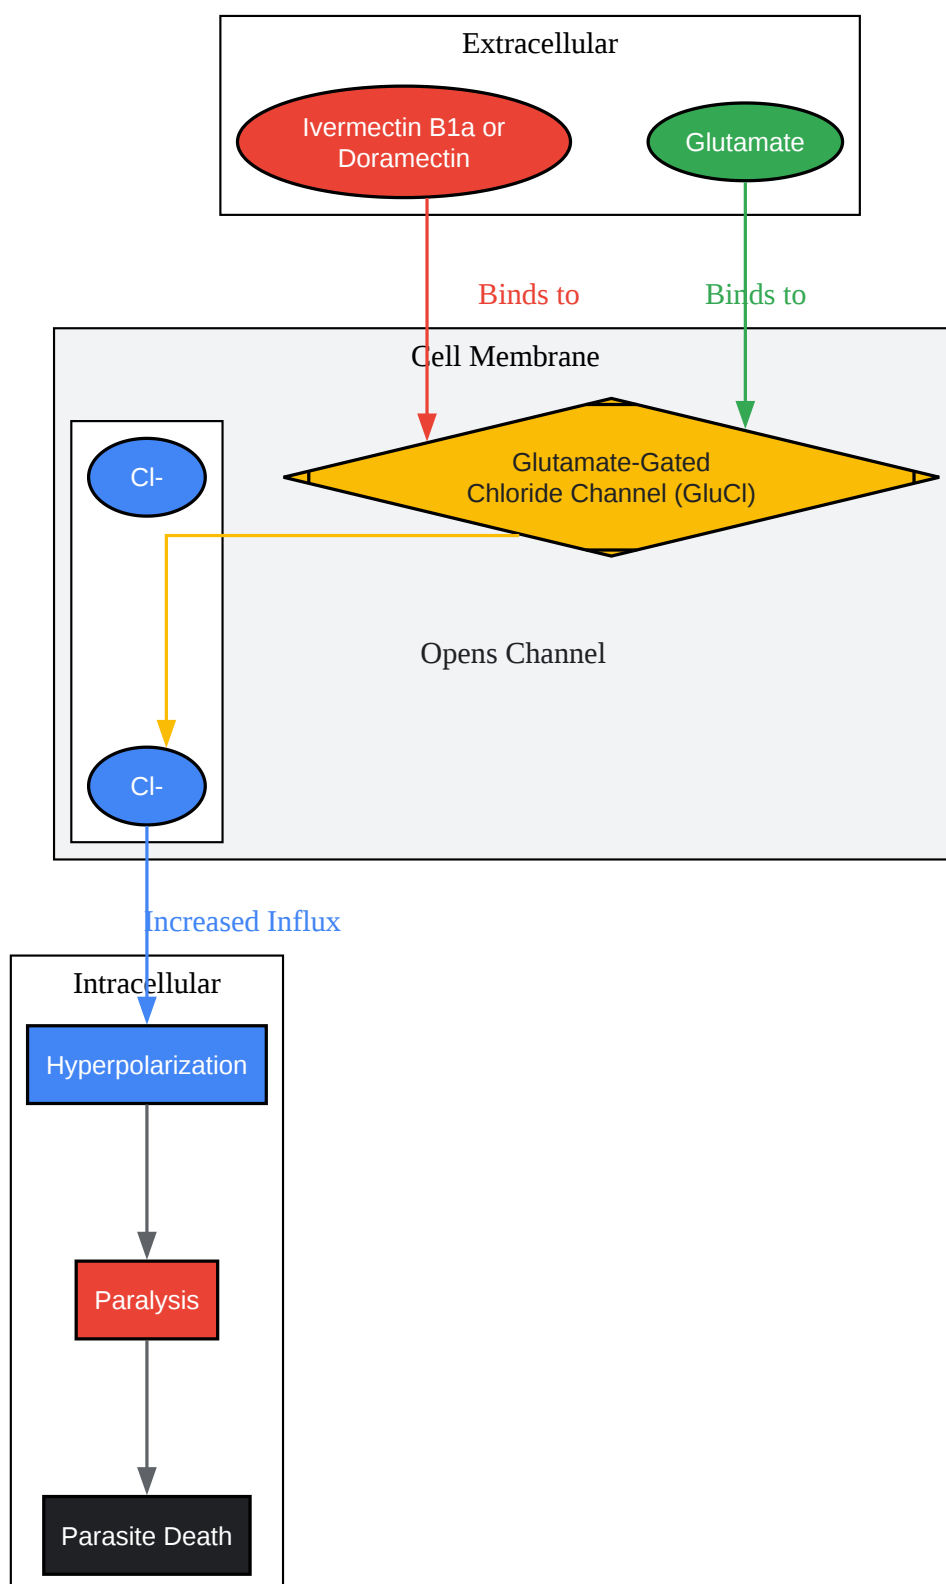 Extracellular
Ivermectin B1a or
Doramectin
Glutamate
Binds to
Binds to
Cell Membrane
Cl-
Glutamate-Gated
Chloride Channel (GluCl)
Opens Channel
Cl-
Increased Influx
Intracellular
Hyperpolarization
Paralysis
Parasite Death